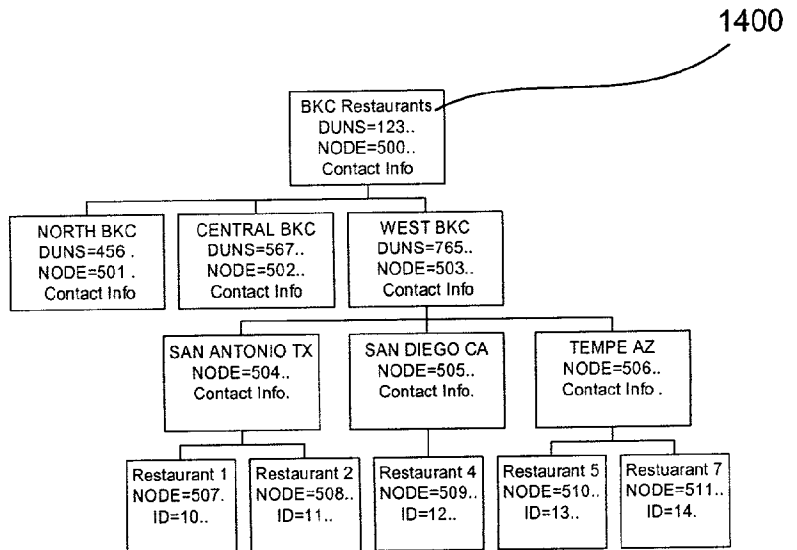 1400
BKC Restaurants
DUNS=123..
NODE=500..
Contact Info
NORTH BKC
DUNS=456 .
NODE=501 .
Contact Info
CENTRAL BKC
DUNS=567..
NODE=502..
Contact Info
WEST BKC
DUNS=765..
NODE=503..
Contact Info
SAN ANTONIO TX
NODE=504..
Contact Info.
SAN DIEGO CA
NODE=505..
Contact Info.
TEMPE AZ
NODE=506..
Contact Info .
Restaurant 1
NODE=507.
ID=10..
Restaurant 2
NODE=508..
ID=11..
Restaurant 4
NODE=509..
ID=12..
Restaurant 5
NODE=510..
ID=13..
Restuarant 7
NODE=511..
ID=14.